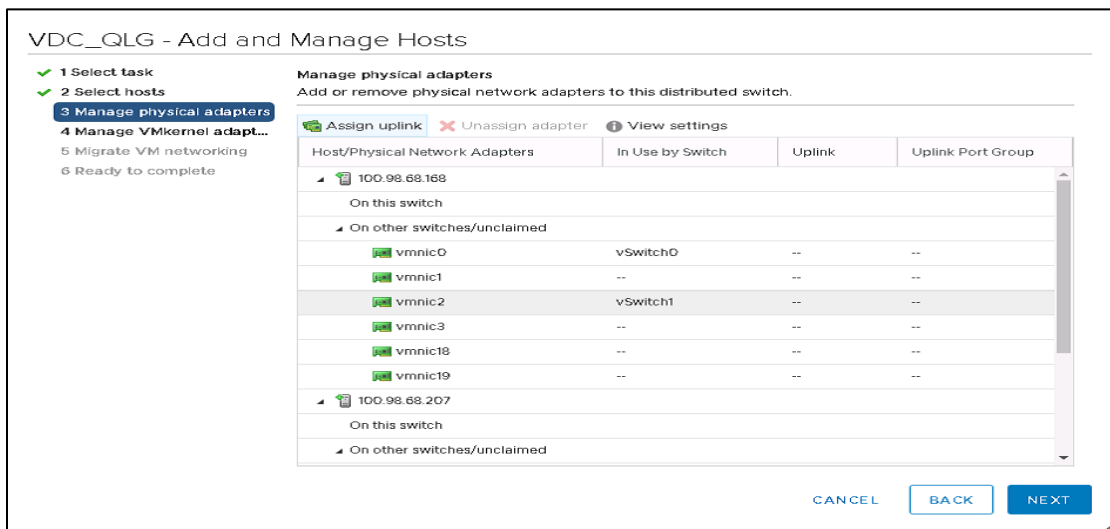 VDC_QLG - Add and Manage Hosts
1 Select task
2 Select hosts
3 Manage physical adapters
4 Manage VMkernel adapt...
5 Migrate VM networking
6 Ready to complete
Manage physical adapters
Add or remove physical network adapters to this distributed switch.
Assign uplink Unassign adapter View settings
Host/Physical Network Adapters In Use by Switch Uplink Uplink Port Group
100.98.68.168
On this switch
On other switches/unclaimed
vmnic0 vSwitch0 -- --
vmnic1 -- -- --
vmnic2 vSwitch1 -- --
vmnic3 -- -- --
vmnic18 -- -- --
vmnic19 -- -- --
100.98.68.207
On this switch
On other switches/unclaimed
CANCEL BACK NEXT